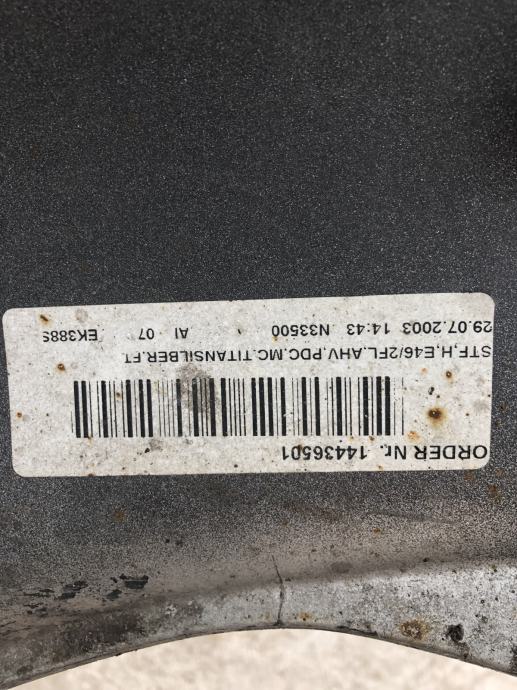 ORDER Nr. 14436501
STF,H,E46/2FL,AHV,PDC,MC.TITANSILBER.FT
29.07.2003 14:43 N33500 AI 07 EK388S